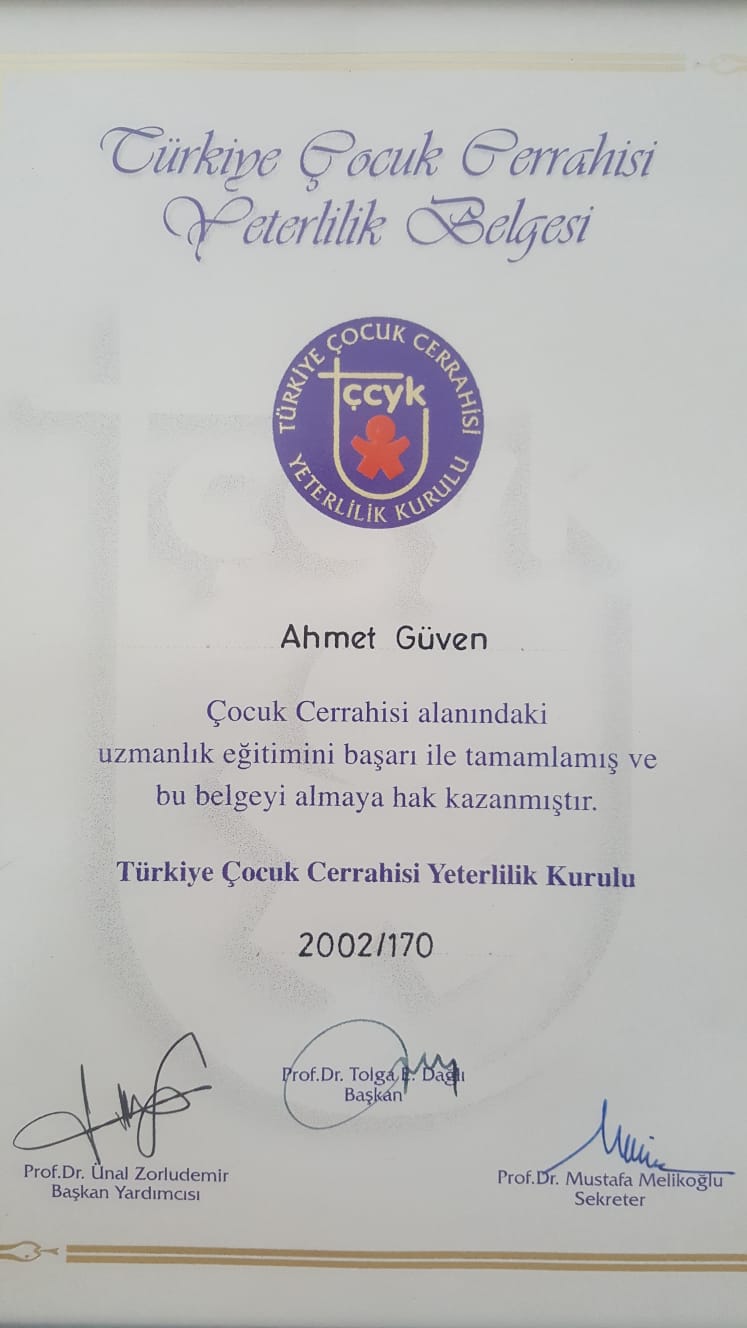 Türkiye Çocuk Cerrahisi
Yeterlilik Belgesi
TÜRKİYE ÇOCUK CERRAHİSİ
tççyk
YETERLİLİK KURULU
Ahmet Güven
Çocuk Cerrahisi alanındaki
uzmanlık eğitimini başarı ile tamamlamış ve
bu belgeyi almaya hak kazanmıştır.
Türkiye Çocuk Cerrahisi Yeterlilik Kurulu
2002/170
Prof.Dr. Tolga E. Dağlı
Başkan
Prof.Dr. Ünal Zorludemir
Başkan Yardımcısı
Prof.Dr. Mustafa Melikoğlu
Sekreter